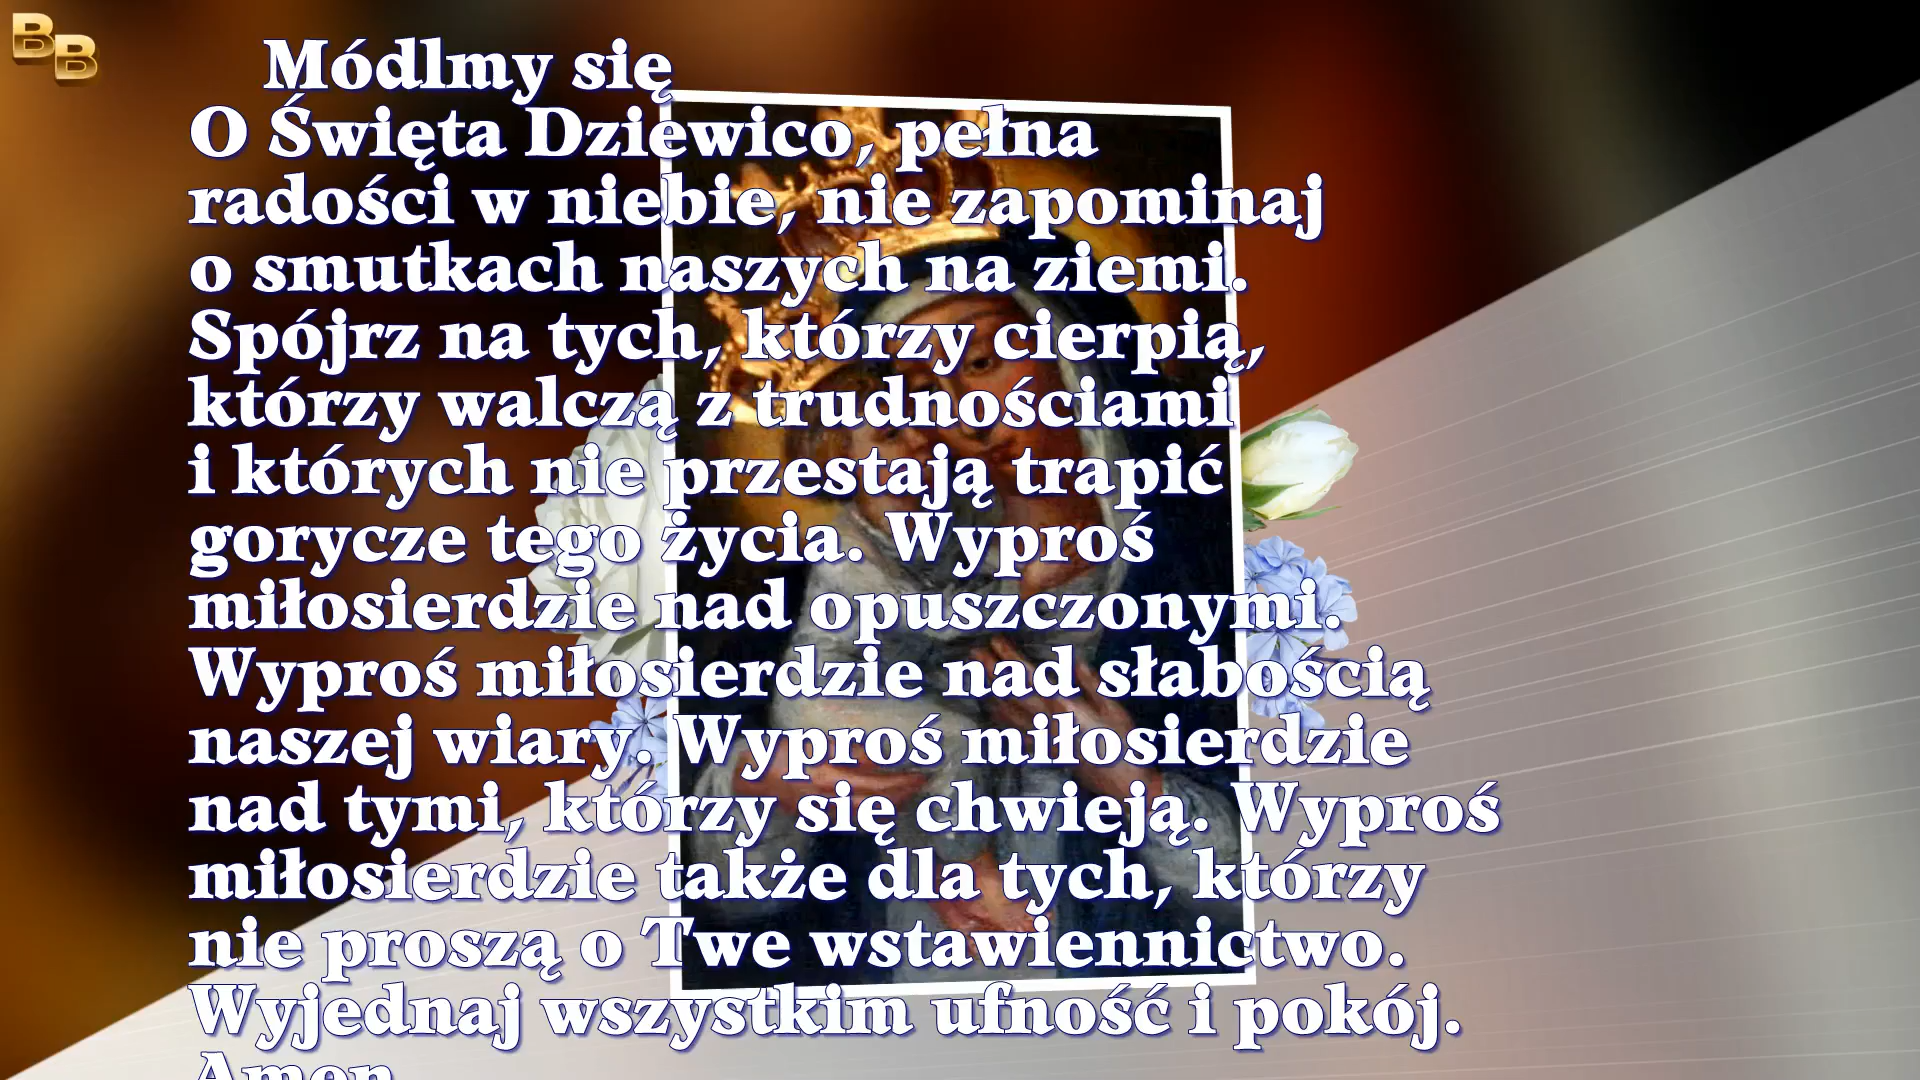 BB
Módlmy się
O Święta Dziewico, pełna
radości w niebie, nie zapominaj
o smutkach naszych na ziemi.
Spójrz na tych, którzy cierpią,
którzy walczą z trudnościami
i których nie przestają trapić
gorycze tego życia. Wyproś
miłosierdzie nad opuszczonymi.
Wyproś miłosierdzie nad słabością
naszej wiary. Wyproś miłosierdzie
nad tymi, którzy się chwieją. Wyproś
miłosierdzie także dla tych, którzy
nie proszą o Twe wstawiennictwo.
Wyjednaj wszystkim ufność i pokój.
Amen